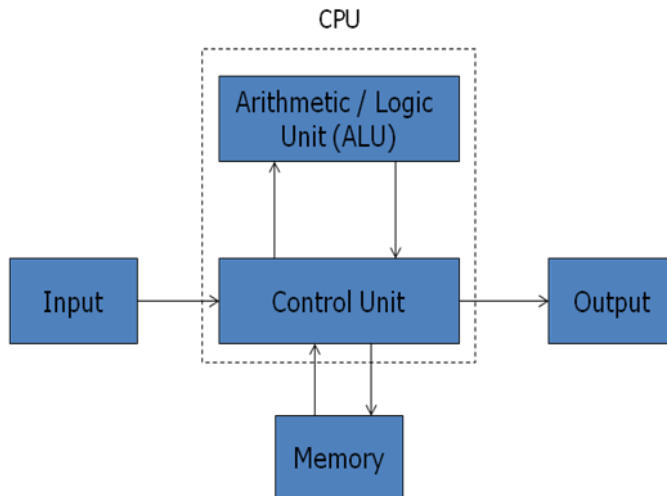 CPU
Arithmetic / Logic
Unit (ALU)
Input
Control Unit
Output
Memory